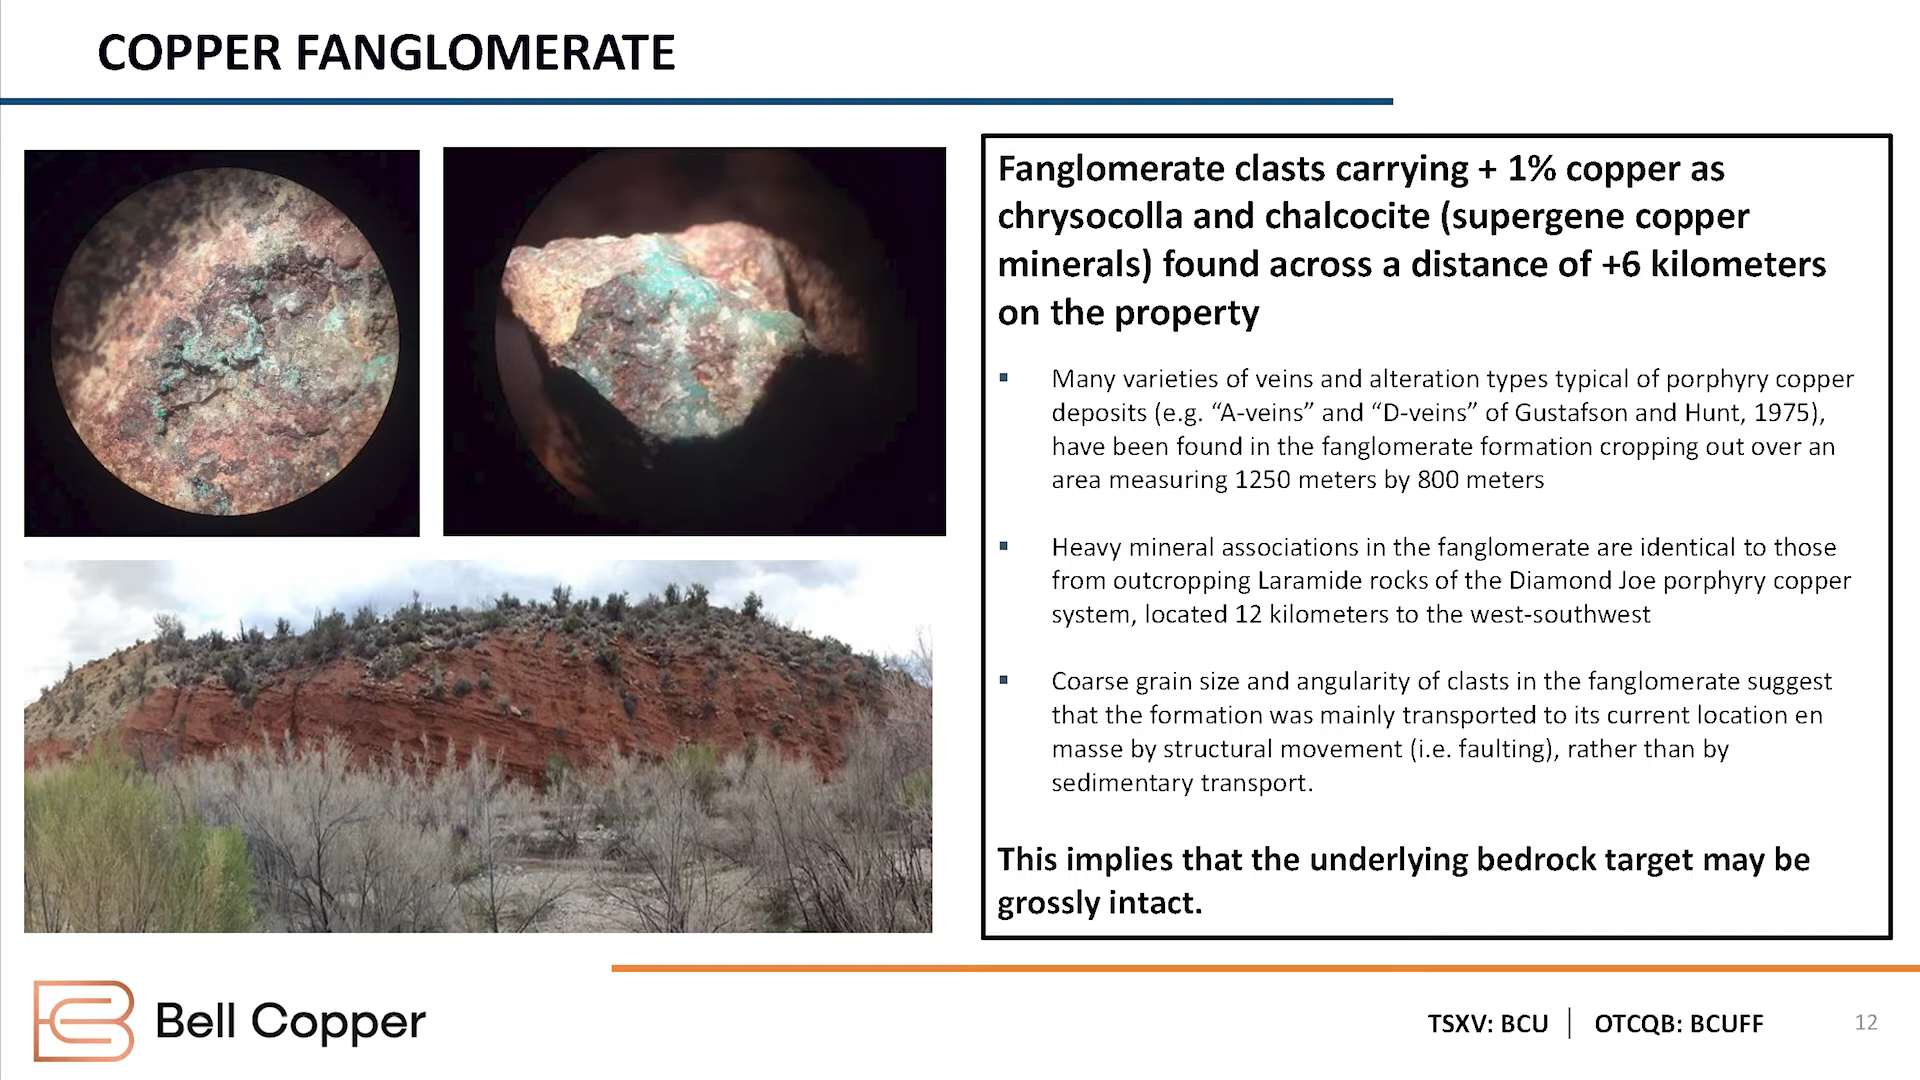 COPPER FANGLOMERATE
Fanglomerate clasts carrying + 1% copper as
chrysocolla and chalcocite (supergene copper
minerals) found across a distance of +6 kilometers
on the property
▪ Many varieties of veins and alteration types typical of porphyry copper
deposits (e.g. “A-veins” and “D-veins” of Gustafson and Hunt, 1975),
have been found in the fanglomerate formation cropping out over an
area measuring 1250 meters by 800 meters
▪ Heavy mineral associations in the fanglomerate are identical to those
from outcropping Laramide rocks of the Diamond Joe porphyry copper
system, located 12 kilometers to the west-southwest
▪ Coarse grain size and angularity of clasts in the fanglomerate suggest
that the formation was mainly transported to its current location en
masse by structural movement (i.e. faulting), rather than by
sedimentary transport.
This implies that the underlying bedrock target may be
grossly intact.
Bell Copper
TSXV: BCU | OTCQB: BCUFF
12